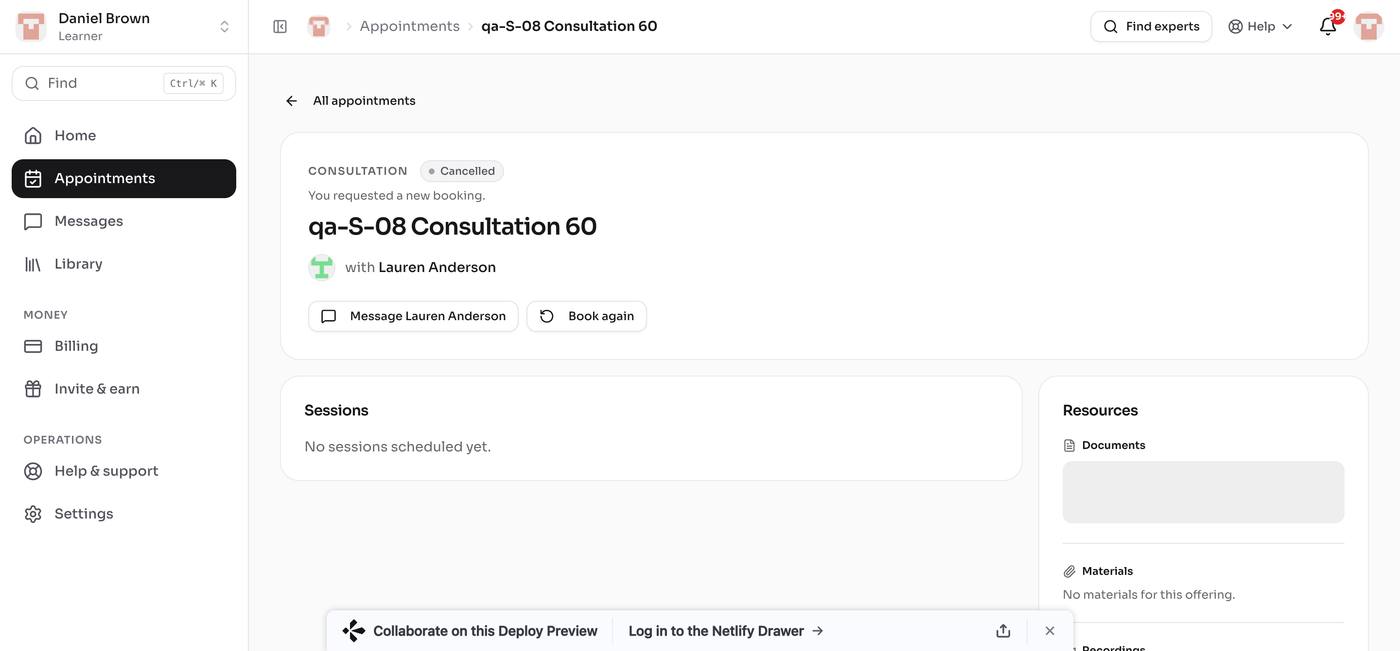 Daniel Brown
Learner
Find
Ctrl/⌘ K
Home
Appointments
Messages
Library
MONEY
Billing
Invite & earn
OPERATIONS
Help & support
Settings
Appointments
qa-S-08 Consultation 60
Find experts
Help
99+
All appointments
CONSULTATION
Cancelled
You requested a new booking.
qa-S-08 Consultation 60
with Lauren Anderson
Message Lauren Anderson
Book again
Sessions
No sessions scheduled yet.
Resources
Documents
Materials
No materials for this offering.
Recordings
Collaborate on this Deploy Preview
Log in to the Netlify Drawer →